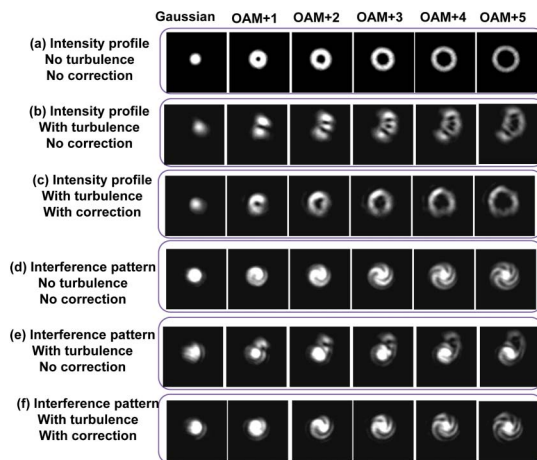 Gaussian OAM+1 OAM+2 OAM+3 OAM+4 OAM+5
(a) Intensity profile
No turbulence
No correction
(b) Intensity profile
With turbulence
No correction
(c) Intensity profile
With turbulence
With correction
(d) Interference pattern
No turbulence
No correction
(e) Interference pattern
With turbulence
No correction
(f) Interference pattern
With turbulence
With correction